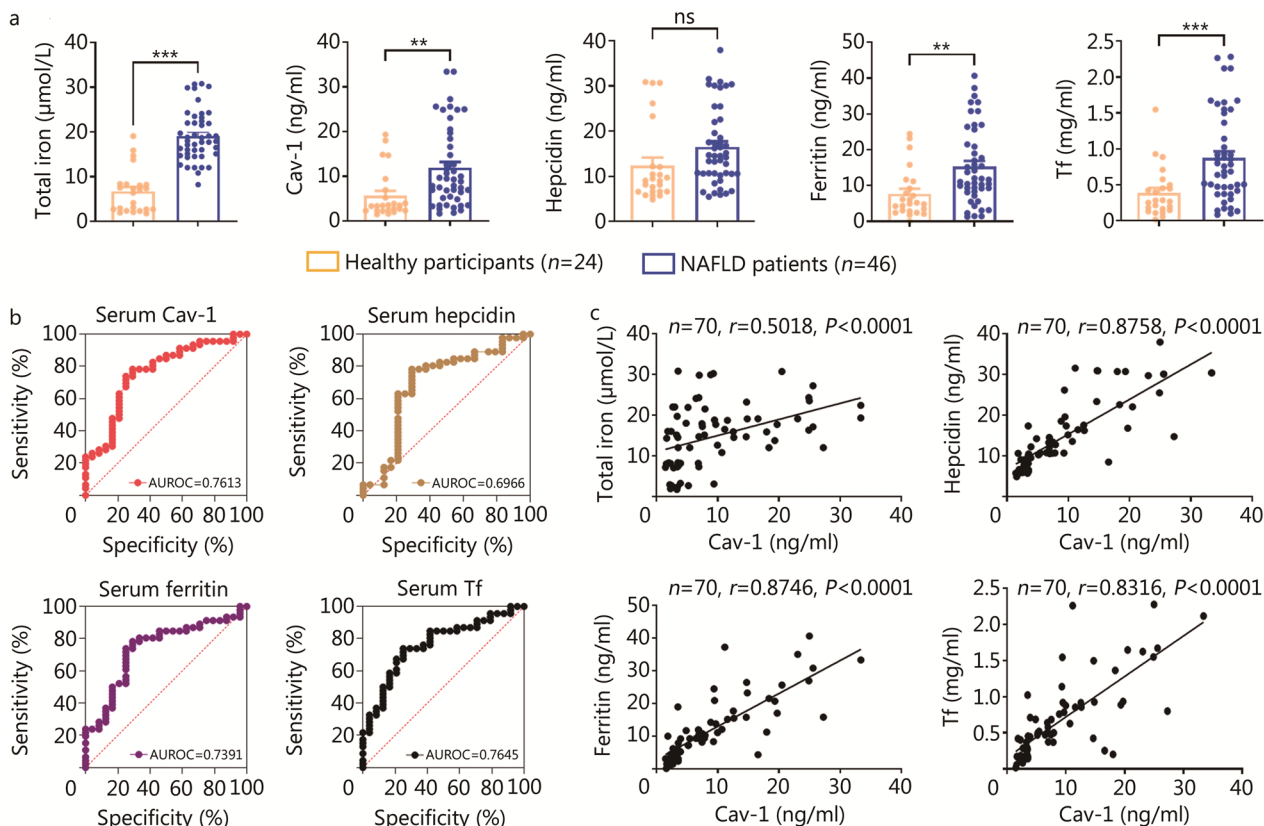 a
Total iron (μmol/L)
40
30
20
10
0
***
Cav-1 (ng/ml)
40
30
20
10
0
**
Hepcidin (ng/ml)
40
30
20
10
0
ns
Ferritin (ng/ml)
50
40
30
20
10
0
**
Tf (mg/ml)
2.5
2.0
1.5
1.0
0.5
0
***
Healthy participants (n=24)
NAFLD patients (n=46)
b
Serum Cav-1
Sensitivity (%)
100
80
60
40
20
AUROC=0.7613
0 20 40 60 80 100
Specificity (%)
Serum hepcidin
Sensitivity (%)
100
80
60
40
20
AUROC=0.6966
0 20 40 60 80 100
Specificity (%)
Serum ferritin
Sensitivity (%)
100
80
60
40
20
AUROC=0.7391
0 20 40 60 80 100
Specificity (%)
Serum Tf
Sensitivity (%)
100
80
60
40
20
AUROC=0.7645
0 20 40 60 80 100
Specificity (%)
c
n=70, r=0.5018, P<0.0001
Total iron (μmol/L)
40
30
20
10
0 10 20 30 40
Cav-1 (ng/ml)
n=70, r=0.8758, P<0.0001
Hepcidin (ng/ml)
40
30
20
10
0 10 20 30 40
Cav-1 (ng/ml)
n=70, r=0.8746, P<0.0001
Ferritin (ng/ml)
50
40
30
20
10
0 10 20 30 40
Cav-1 (ng/ml)
n=70, r=0.8316, P<0.0001
Tf (mg/ml)
2.5
2.0
1.5
1.0
0.5
0 10 20 30 40
Cav-1 (ng/ml)